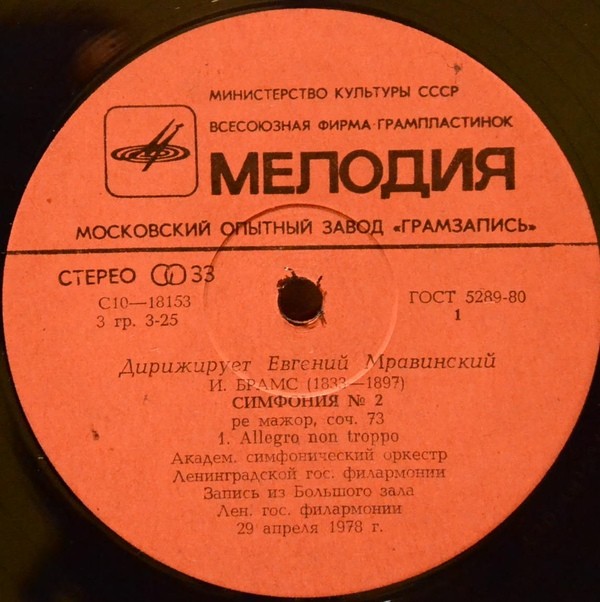 МИНИСТЕРСТВО КУЛЬТУРЫ СССР
ВСЕСОЮЗНАЯ ФИРМА·ГРАМПЛАСТИНОК
МЕЛОДИЯ
МОСКОВСКИЙ ОПЫТНЫЙ ЗАВОД «ГРАМЗАПИСЬ»
СТЕРЕО 33
С10—18153
ГОСТ 5289-80
3 гр. 3-25
1
Дирижирует Евгений Мравинский
И. БРАМС (1833—1897)
СИМФОНИЯ № 2
ре мажор, соч. 73
1. Allegro non troppo
Академ. симфонический оркестр
Ленинградской гос. филармонии
Запись из Большого зала
Лен. гос. филармонии
29 апреля 1978 г.